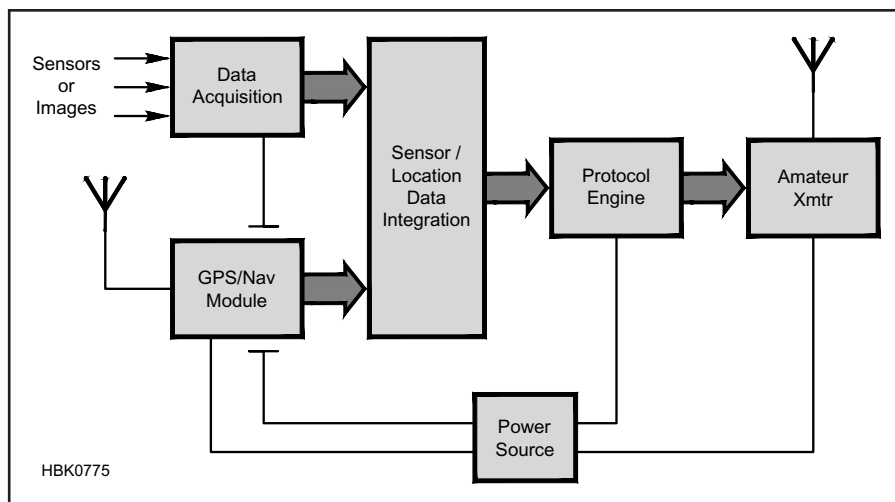 Sensors
or
Images
Data
Acquisition
Sensor /
Location
Data
Integration
Protocol
Engine
Amateur
Xmtr
GPS/Nav
Module
Power
Source
HBK0775